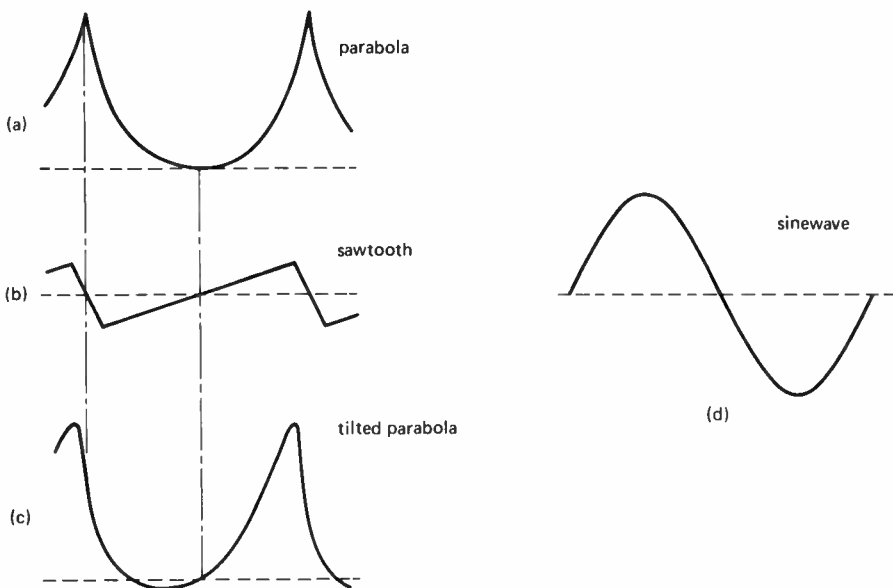 parabola
(a)
sawtooth
(b)
tilted parabola
(c)
sinewave
(d)